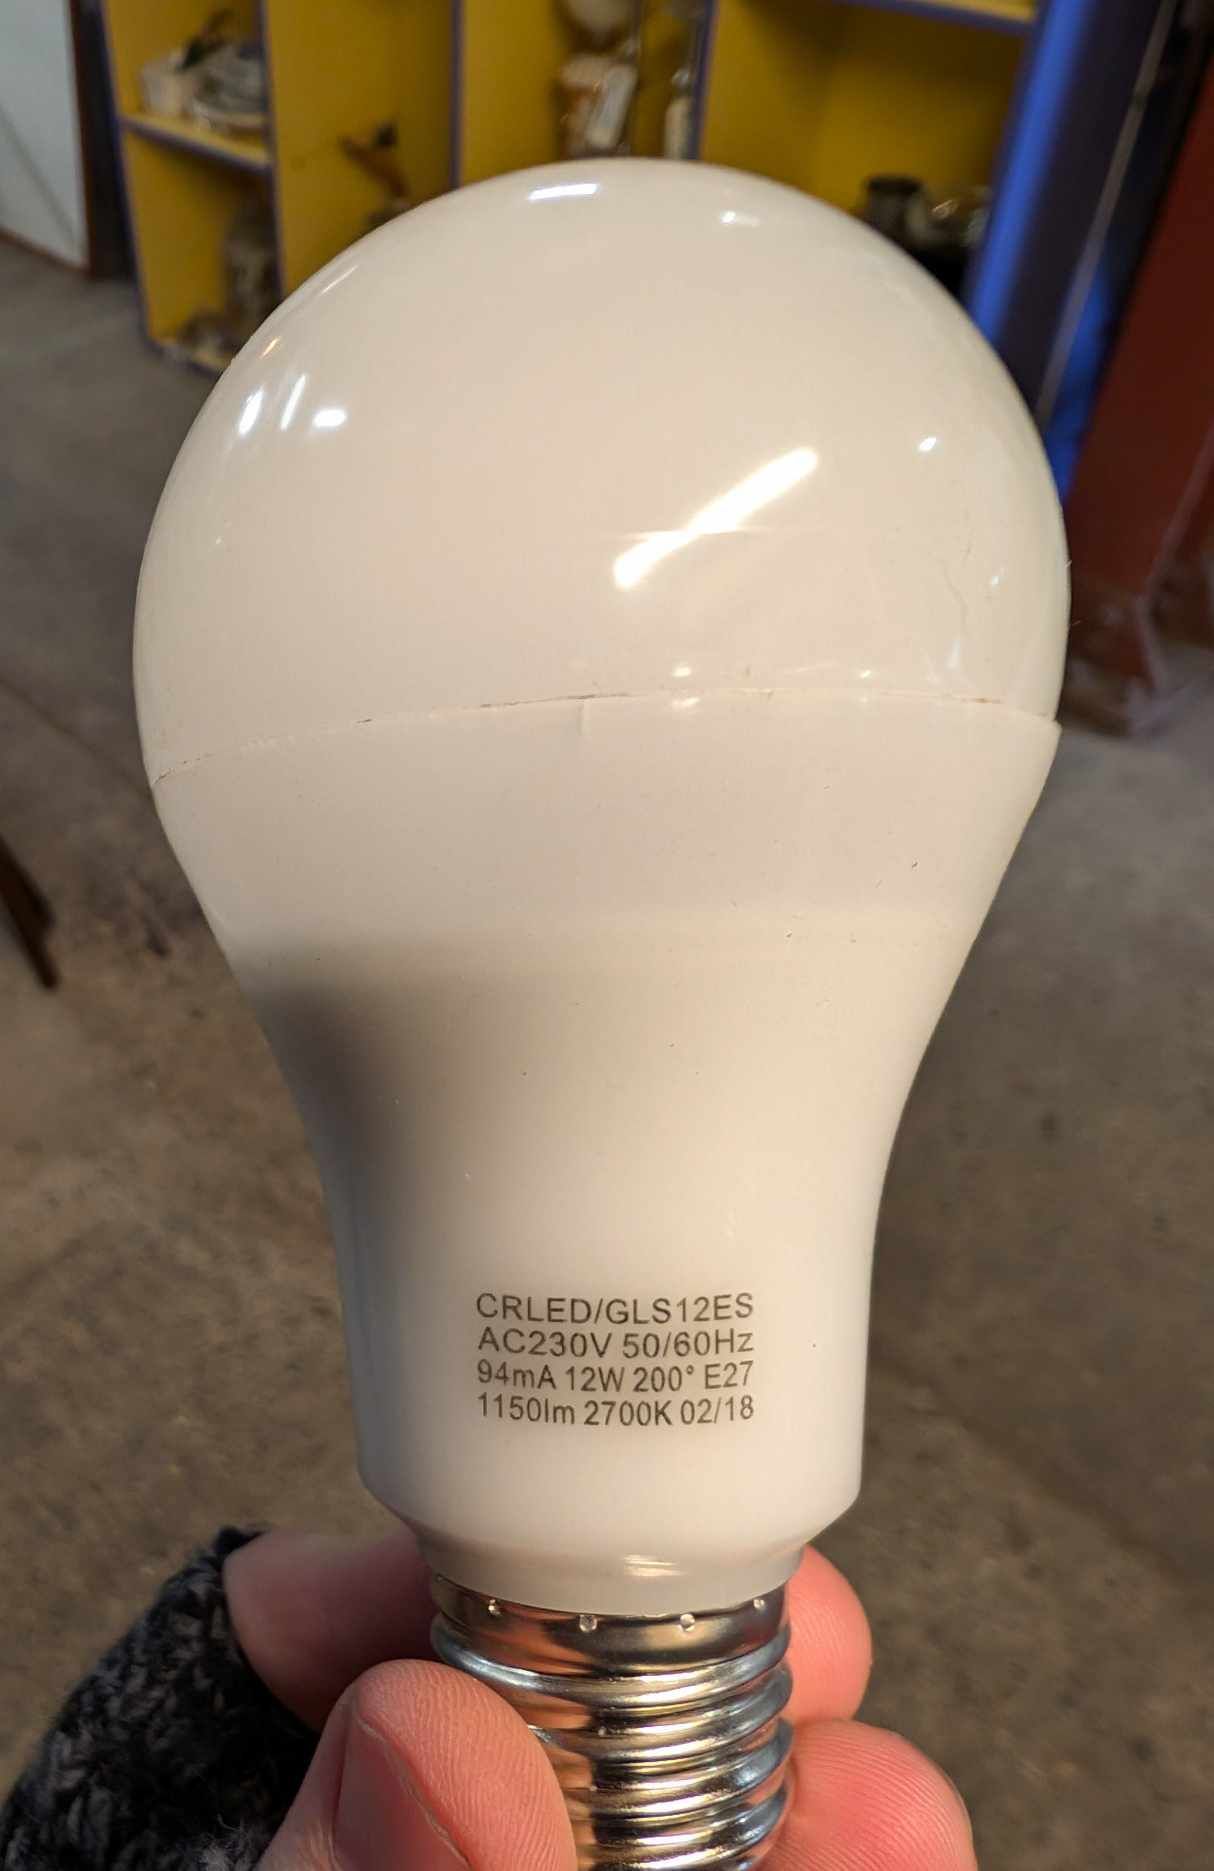 CRLED/GLS12ES
AC230V 50/60Hz
94mA 12W 200° E27
1150lm 2700K 02/18